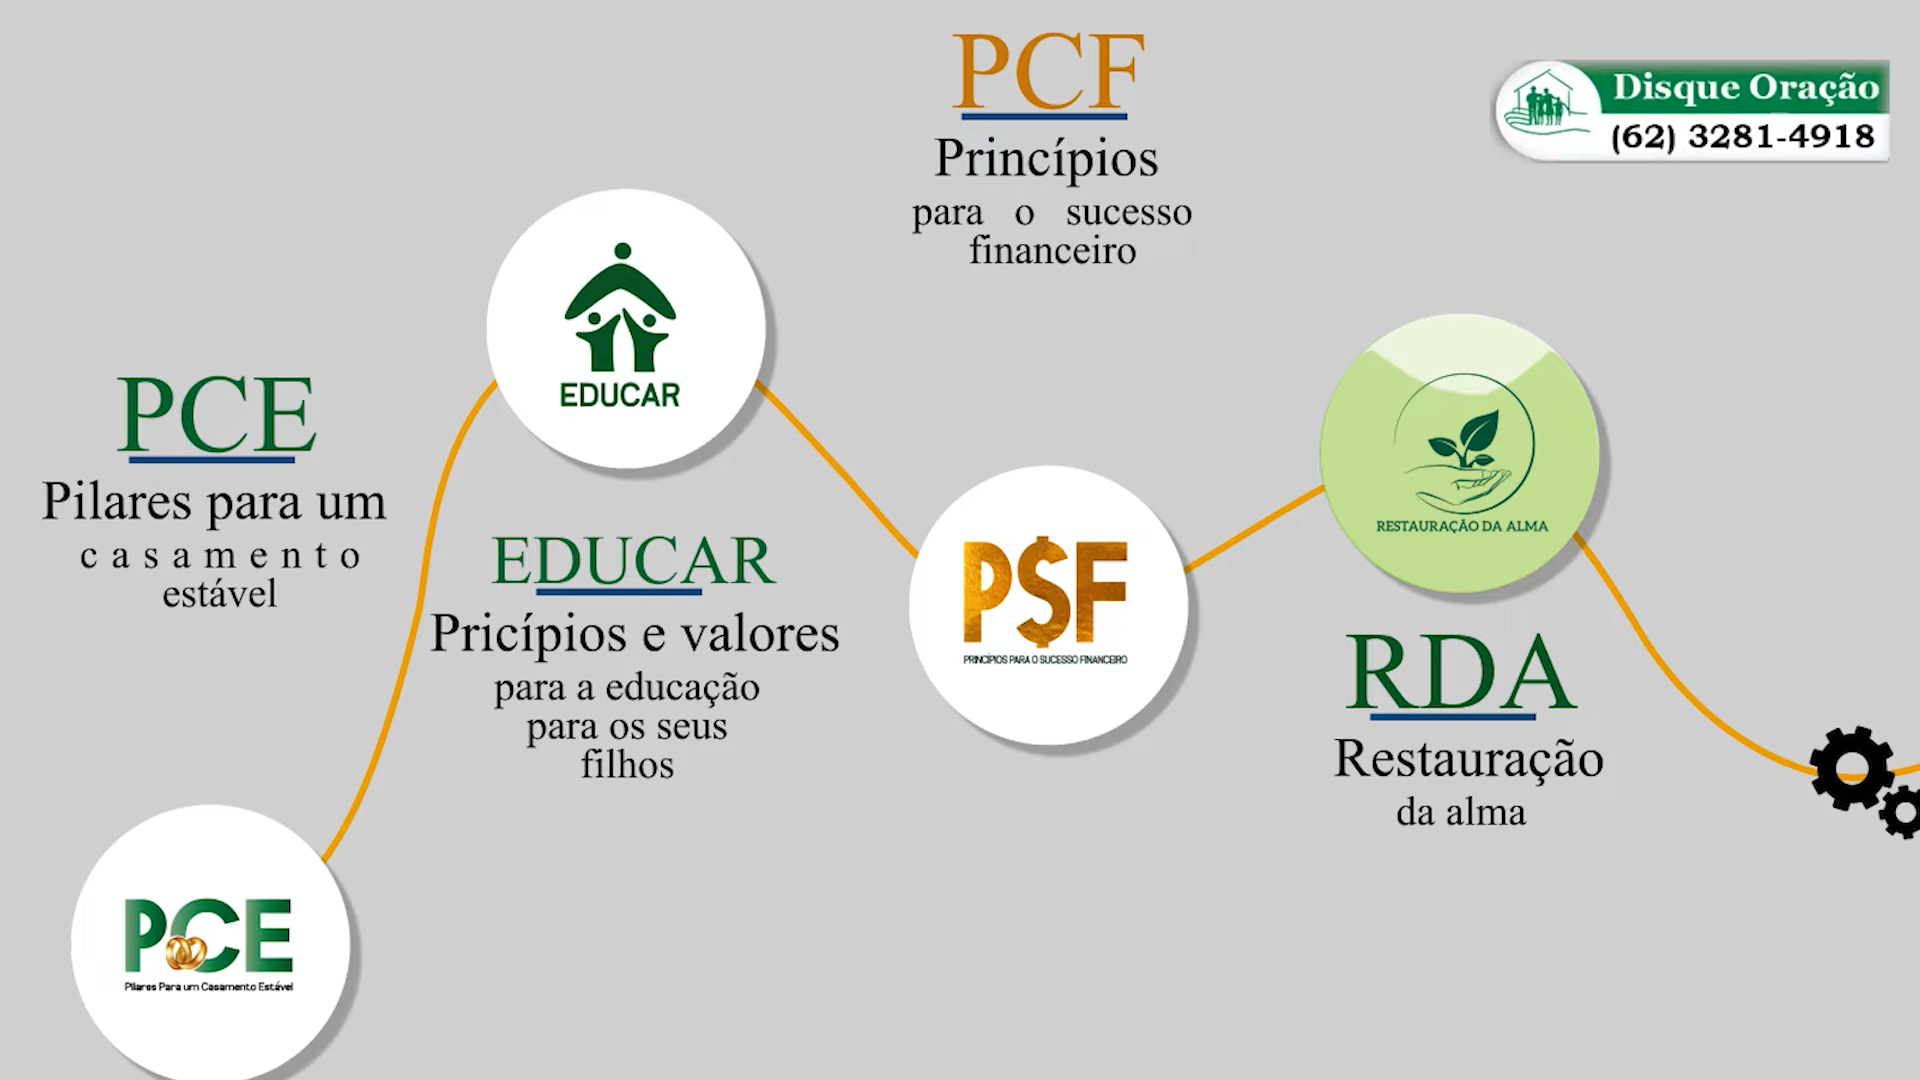 PCF
Princípios
para o sucesso
financeiro
Disque Oração
(62) 3281-4918
EDUCAR
PCE
Pilares para um
casamento
estável
EDUCAR
Pricípios e valores
para a educação
para os seus
filhos
P$F
PRINCÍPIOS PARA O SUCESSO FINANCEIRO
RESTAURAÇÃO DA ALMA
RDA
Restauração
da alma
PCE
Pilares Para um Casamento Estável